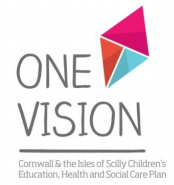 ONE
VISION
Cornwall & the Isles of Scilly Children's
Education, Health and Social Care Plan